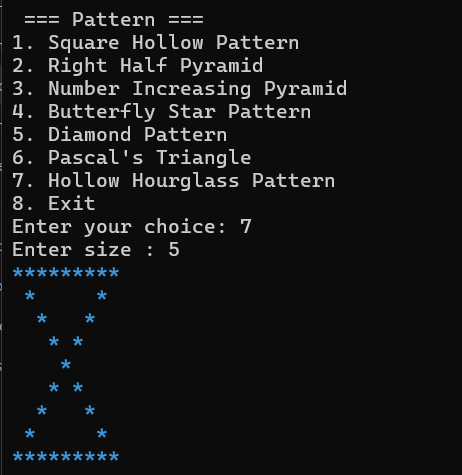 === Pattern ===
1. Square Hollow Pattern
2. Right Half Pyramid
3. Number Increasing Pyramid
4. Butterfly Star Pattern
5. Diamond Pattern
6. Pascal's Triangle
7. Hollow Hourglass Pattern
8. Exit
Enter your choice: 7
Enter size : 5
*********
 *     *
  *   *
   * *
    *
   * *
  *   *
 *     *
*********